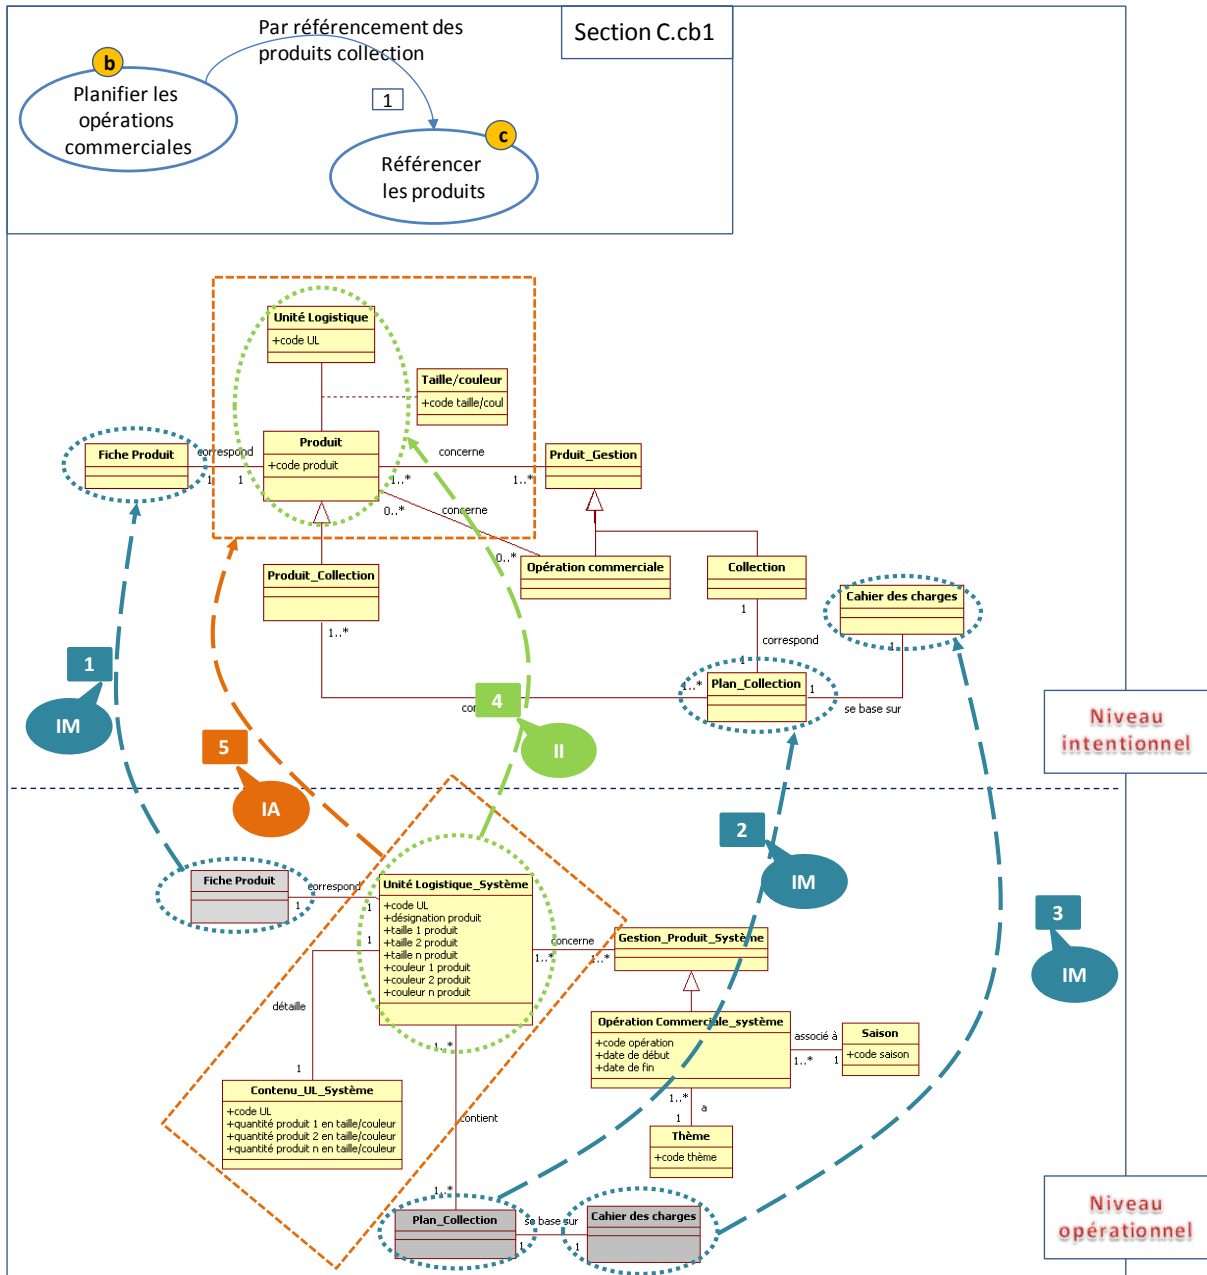 Par référencement des
produits collection
Section C.cb1
b
Planifier les
opérations
commerciales
1
c
Référencer
les produits
Unité Logistique
+code UL
Taille/couleur
+code taille/coul
Fiche Produit
correspond
1
1
Produit
+code produit
concerne
1..*
1..*
Prduit_Gestion
0..*
concerne
0..*
Produit_Collection
1..*
Opération commerciale
Collection
1
correspond
1
Cahier des charges
1
1..*
Plan_Collection
1
se base sur
1
IM
5
IA
4
II
Niveau
intentionnel
2
IM
3
IM
Fiche Produit
correspond
1
1
Unité Logistique_Système
+code UL
+désignation produit
+taille 1 produit
+taille 2 produit
+taille n produit
+couleur 1 produit
+couleur 2 produit
+couleur n produit
concerne
1..*
1..*
Gestion_Produit_Système
1
détaille
1
Opération Commerciale_système
+code opération
+date de début
+date de fin
associé à
1..*
1
Saison
+code saison
1..*
Contenu_UL_Système
+code UL
+quantité produit 1 en taille/couleur
+quantité produit 2 en taille/couleur
+quantité produit n en taille/couleur
contient
1..*
a
1
Thème
+code thème
1..*
Plan_Collection
se base sur
1
1
Cahier des charges
Niveau
opérationnel